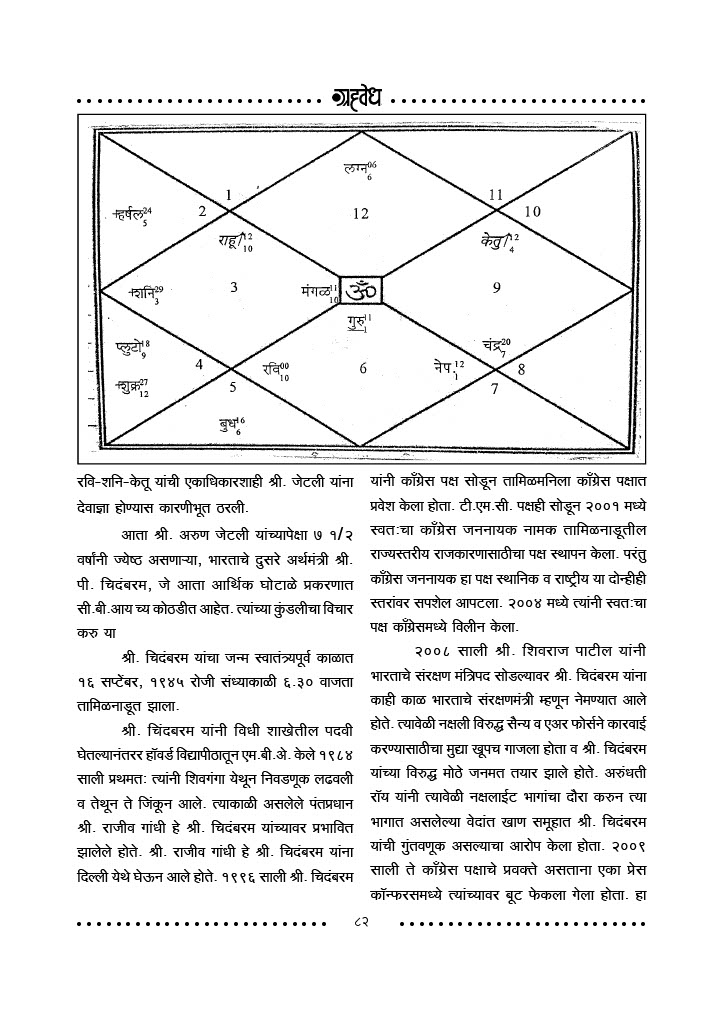 ग्रहवेध
लग्न 06 6
1
11
हर्षल 24 5
2
12
10
राहू 12 10
केतु 12 4
शनि 29 3
3
मंगळ 11 10
ॐ
9
गुरु 11 1
प्लुटो 18 9
चंद्र 20 7
4
रवि 00 10
6
नेप. 12 1
8
शुक्र 27 12
5
7
बुध 16 6
रवि-शनि-केतू यांची एकाधिकारशाही श्री. जेटली यांना
देवाज्ञा होण्यास कारणीभूत ठरली.
आता श्री. अरुण जेटली यांच्यापेक्षा ७ १/२
वर्षांनी ज्येष्ठ असणाऱ्या, भारताचे दुसरे अर्थमंत्री श्री.
पी. चिदंबरम, जे आता आर्थिक घोटाळे प्रकरणात
सी.बी.आय च्य कोठडीत आहेत. त्यांच्या कुंडलीचा विचार
करु या
श्री. चिदंबरम यांचा जन्म स्वातंत्र्यपूर्व काळात
१६ सप्टेंबर, १९४५ रोजी संध्याकाळी ६.३० वाजता
तामिळनाडूत झाला.
श्री. चिंदंबरम यांनी विधी शाखेतील पदवी
घेतल्यानंतरर हॉवर्ड विद्यापीठातून एम.बी.अे. केले १९८४
साली प्रथमतः त्यांनी शिवगंगा येथून निवडणूक लढवली
व तेथून ते जिंकून आले. त्याकाळी असलेले पंतप्रधान
श्री. राजीव गांधी हे श्री. चिदंबरम यांच्यावर प्रभावित
झालेले होते. श्री. राजीव गांधी हे श्री. चिदंबरम यांना
दिल्ली येथे घेऊन आले होते. १९९६ साली श्री. चिदंबरम
यांनी काँग्रेस पक्ष सोडून तामिळमनिला काँग्रेस पक्षात
प्रवेश केला होता. टी.एम.सी. पक्षही सोडून २००१ मध्ये
स्वतःचा काँग्रेस जननायक नामक तामिळनाडूतील
राज्यस्तरीय राजकारणासाठीचा पक्ष स्थापन केला. परंतु
काँग्रेस जननायक हा पक्ष स्थानिक व राष्ट्रीय या दोन्हीही
स्तरांवर सपशेल आपटला. २००४ मध्ये त्यांनी स्वतःचा
पक्ष काँग्रेसमध्ये विलीन केला.
२००८ साली श्री. शिवराज पाटील यांनी
भारताचे संरक्षण मंत्रिपद सोडल्यावर श्री. चिदंबरम यांना
काही काळ भारताचे संरक्षणमंत्री म्हणून नेमण्यात आले
होते. त्यावेळी नक्षली विरुद्ध सैन्य व एअर फोर्सने कारवाई
करण्यासाठीचा मुद्या खूपच गाजला होता व श्री. चिदंबरम
यांच्या विरुद्ध मोठे जनमत तयार झाले होते. अरुंधती
रॉय यांनी त्यावेळी नक्षलाईट भागांचा दौरा करुन त्या
भागात असलेल्या वेदांत खाण समूहात श्री. चिदंबरम
यांची गुंतवणूक असल्याचा आरोप केला होता. २००९
साली ते काँग्रेस पक्षाचे प्रवक्ते असताना एका प्रेस
कॉन्फरसमध्ये त्यांच्यावर बूट फेकला गेला होता. हा
८२